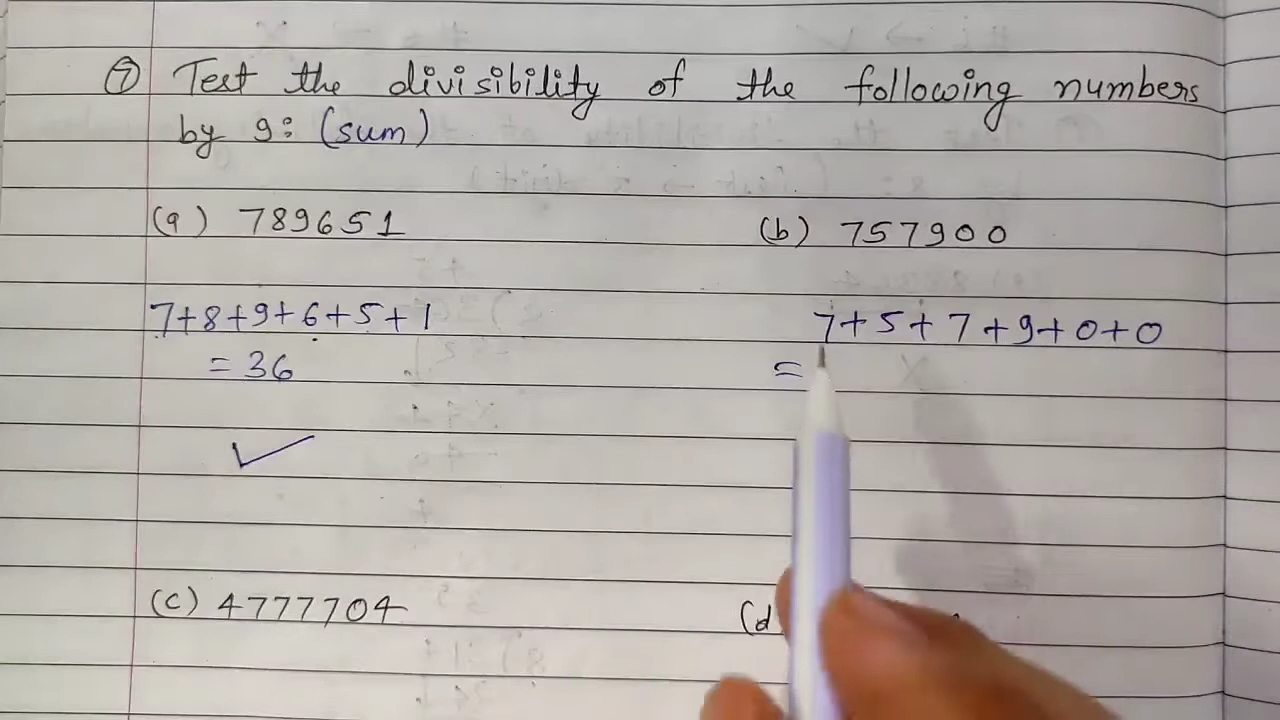 ⑦ Test the divisibility of the following numbers
by 9: (sum)
(a) 789651
(b) 757900
7+8+9+6+5+1
= 36
✓
7+5+7+9+0+0
=
(c) 4777704
(d